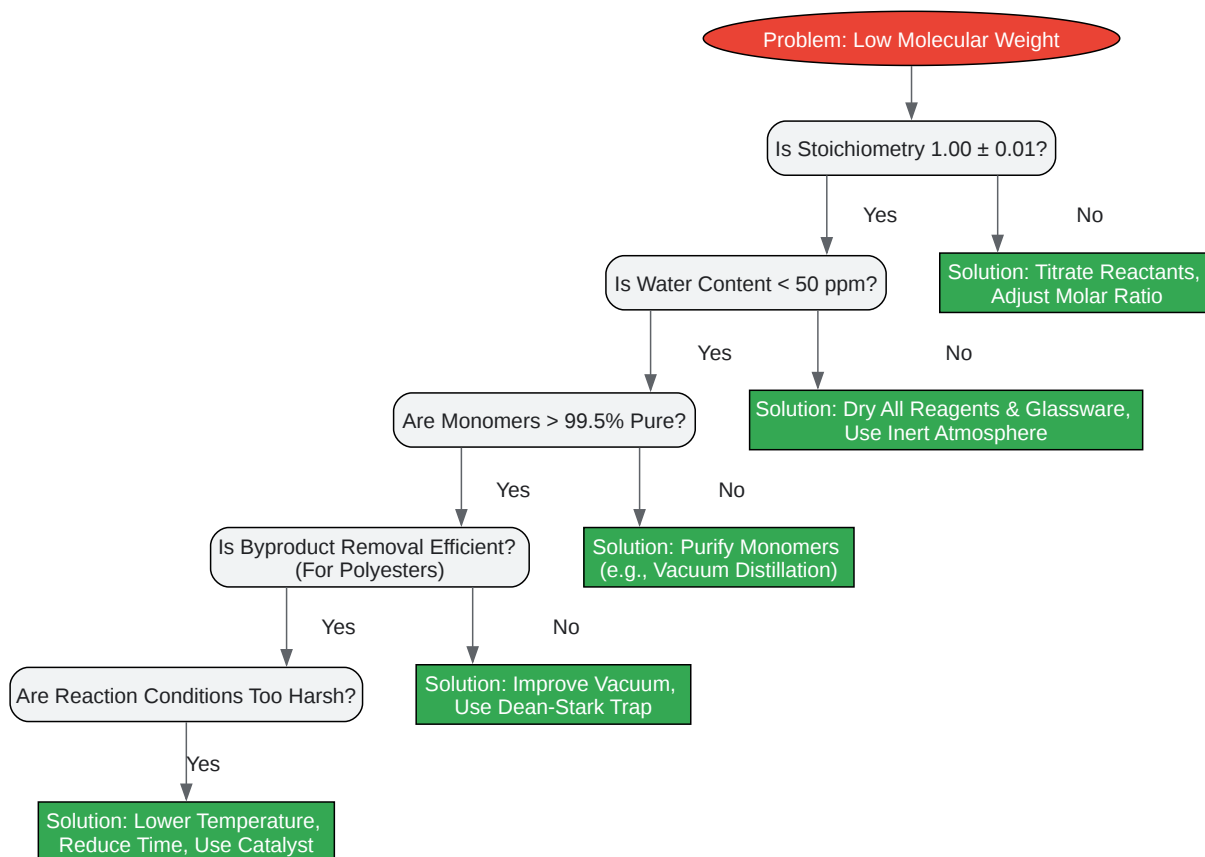 Problem: Low Molecular Weight
Is Stoichiometry 1.00 ± 0.01?
Yes
No
Is Water Content < 50 ppm?
Solution: Titrate Reactants,
Adjust Molar Ratio
Yes
No
Are Monomers > 99.5% Pure?
Solution: Dry All Reagents & Glassware,
Use Inert Atmosphere
Yes
No
Is Byproduct Removal Efficient?
(For Polyesters)
Solution: Purify Monomers
(e.g., Vacuum Distillation)
Yes
No
Are Reaction Conditions Too Harsh?
Solution: Improve Vacuum,
Use Dean-Stark Trap
Yes
Solution: Lower Temperature,
Reduce Time, Use Catalyst